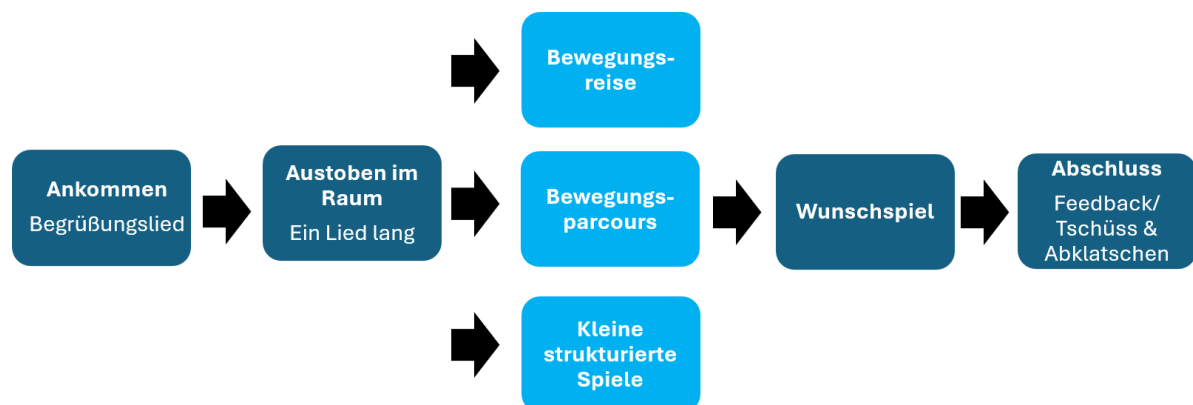 Ankommen
Begrüßungslied
Austoben im
Raum
Ein Lied lang
Bewegungs-
reise
Bewegungs-
parcours
Kleine
strukturierte
Spiele
Wunschspiel
Abschluss
Feedback/
Tschüss &
Abklatschen